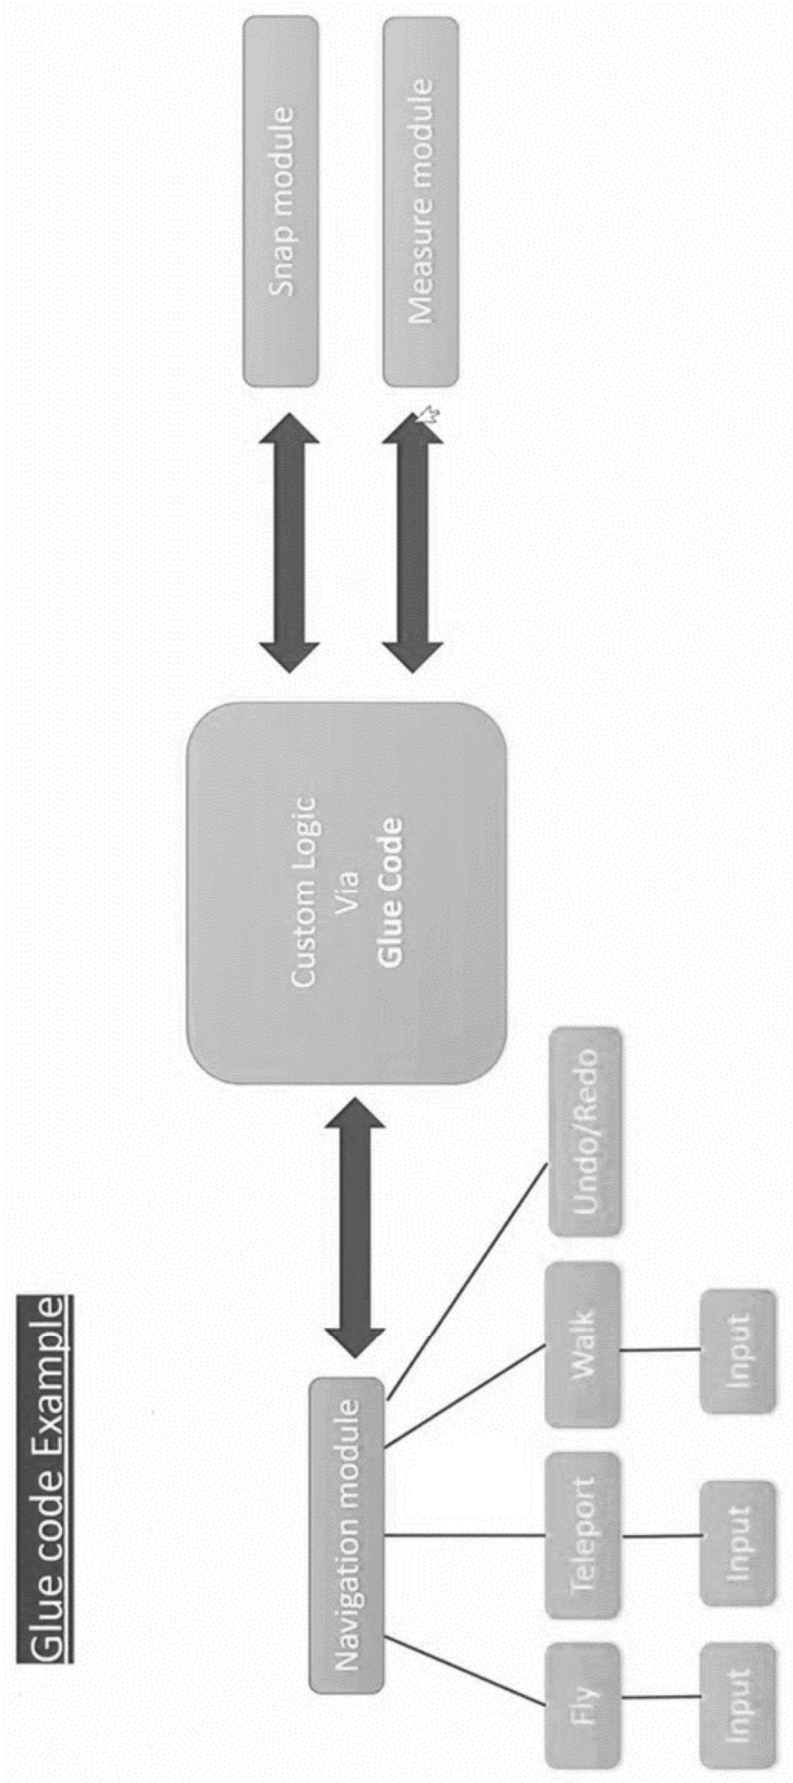 Glue code Example
Navigation module
Custom Logic
Via
Glue Code
Snap module
Measure module
Fly
Teleport
Walk
Undo/Redo
Input
Input
Input